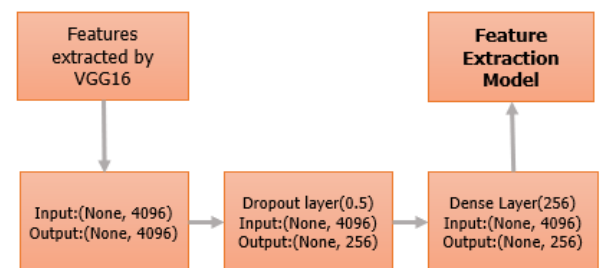 Features
extracted by
VGG16
Feature
Extraction
Model
Input:(None, 4096)
Output:(None, 4096)
Dropout layer(0.5)
Input:(None, 4096)
Output:(None, 256)
Dense Layer(256)
Input:(None, 4096)
Output:(None, 256)